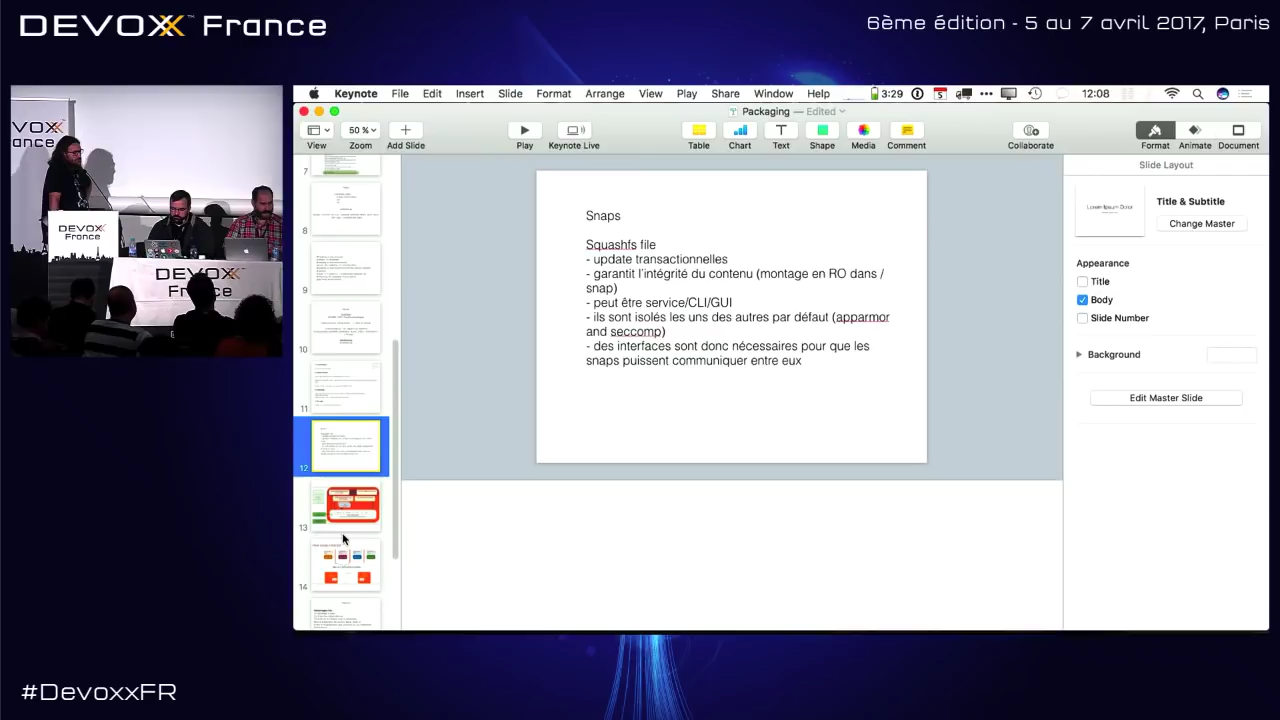 DEVOXX™ France
6ème édition - 5 au 7 avril 2017, Paris
Keynote File Edit Insert Slide Format Arrange View Play Share Window Help
3:29
5
12:08
Packaging — Edited
50 %
View Zoom Add Slide Play Keynote Live Table Chart Text Shape Media Comment Collaborate Format Animate Document
Slide Layout
Title & Subtitle
Change Master
Appearance
Title
Body
Slide Number
Background
Edit Master Slide
7
8
9
10
11
12
13
14
Snaps
Squashfs file
- update transactionnelles
- garantit l'intégrité du contenu (merge en RO dans /
snap)
- peut être service/CLI/GUI
- ils sont isolés les uns des autres par defaut (apparmor
and seccomp)
- des interfaces sont donc nécessaires pour que les
snaps puissent communiquer entre eux
DEVOXX
France
DEVOXX
France
#DevoxxFR